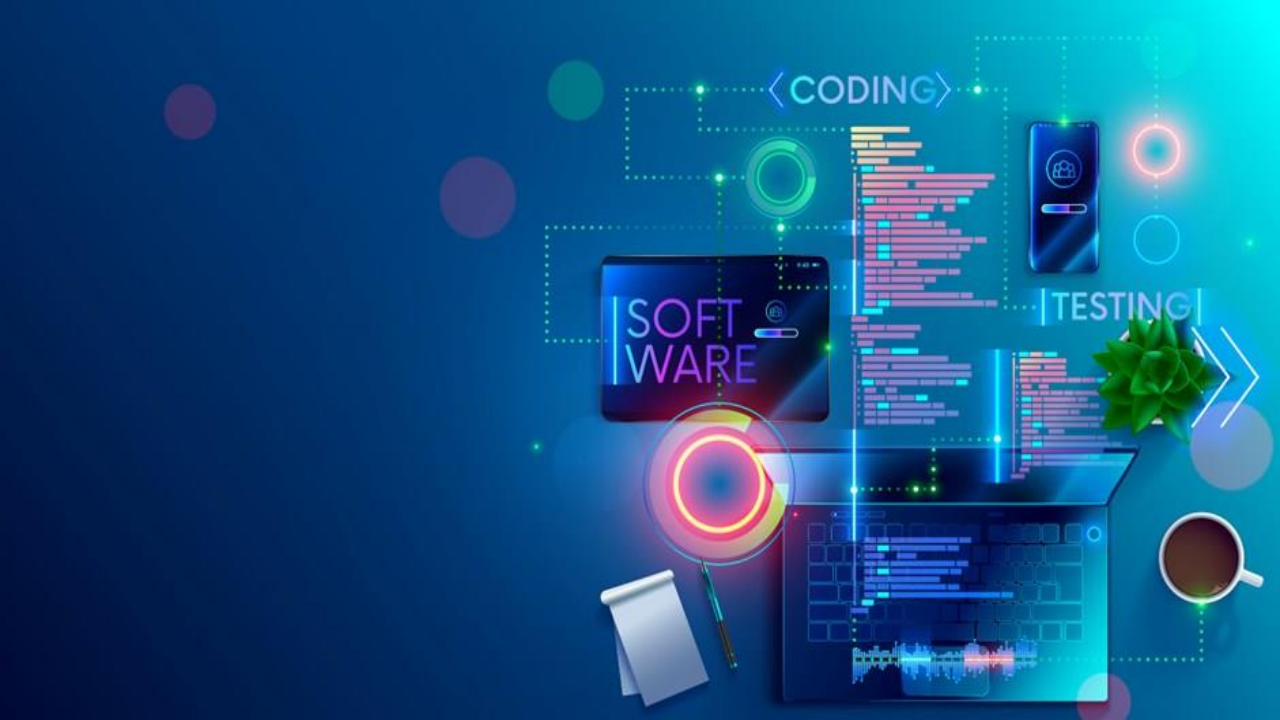 <CODING>
SOFT
WARE
TESTING